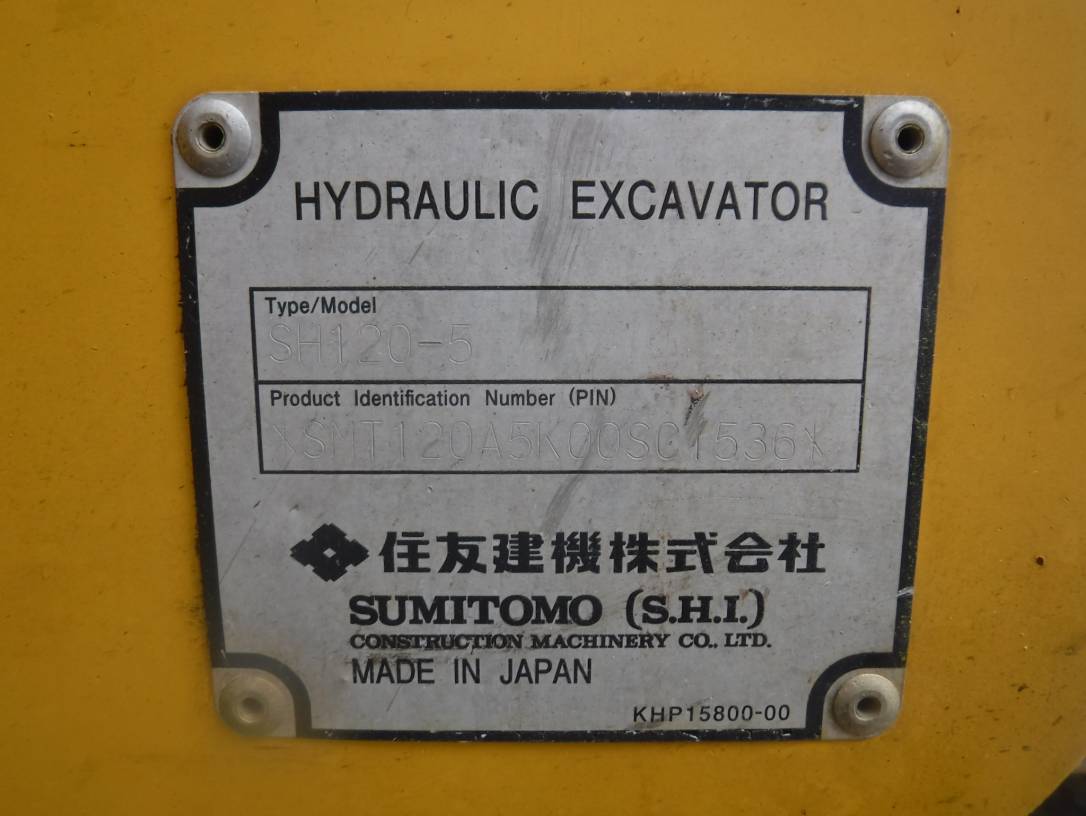 HYDRAULIC EXCAVATOR
Type/Model
SH120-5
Product Identification Number (PIN)
*SMT120A5K00SC1536*
住友建機株式会社
SUMITOMO (S.H.I.)
CONSTRUCTION MACHINERY CO., LTD.
MADE IN JAPAN
KHP15800-00